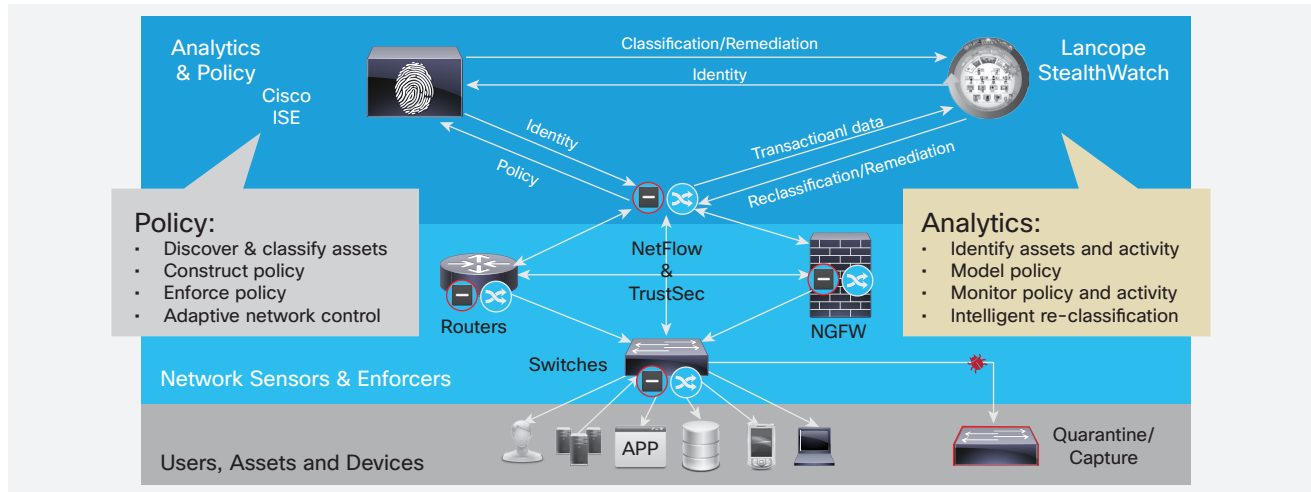 Analytics
& Policy
Cisco
ISE
Classification/Remediation
Identity
Lancope
StealthWatch
Identity
Policy
Transactioanl data
Reclassification/Remediation
Policy:
• Discover & classify assets
• Construct policy
• Enforce policy
• Adaptive network control
Analytics:
• Identify assets and activity
• Model policy
• Monitor policy and activity
• Intelligent re-classification
NetFlow
&
TrustSec
Routers
NGFW
Switches
Network Sensors & Enforcers
APP
Users, Assets and Devices
Quarantine/
Capture